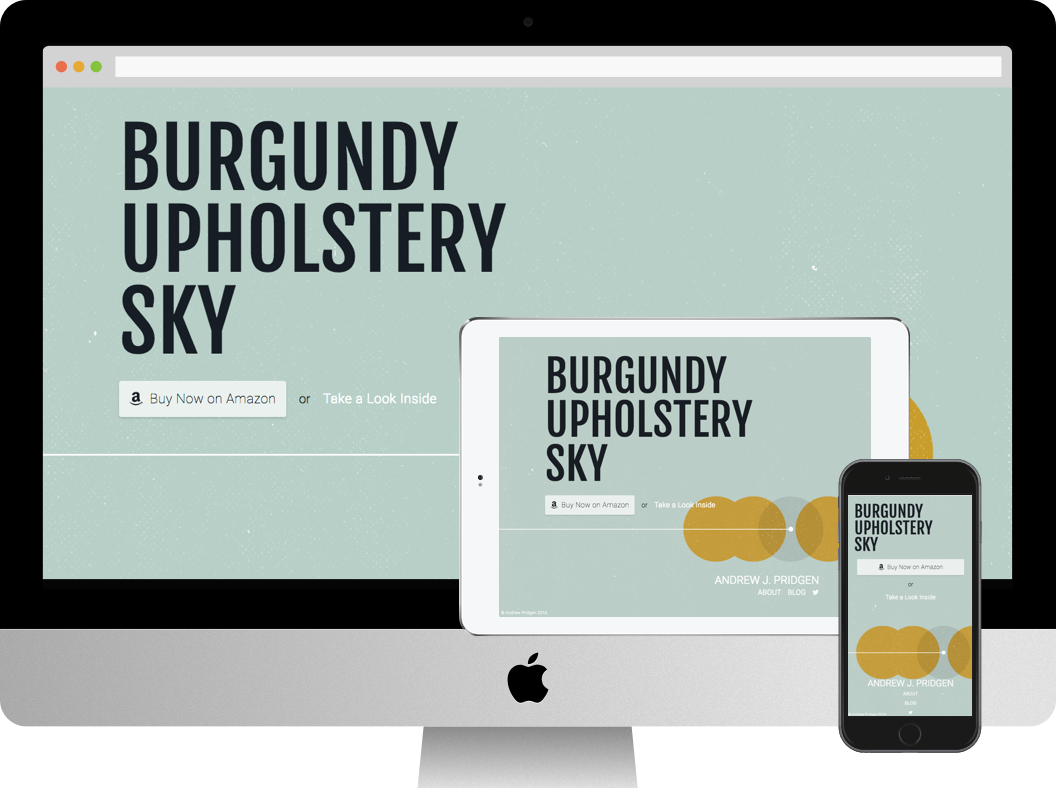 BURGUNDY
UPHOLSTERY
SKY
a Buy Now on Amazon or Take a Look Inside
BURGUNDY
UPHOLSTERY
SKY
a Buy Now on Amazon or Take a Look Inside
ANDREW J. PRIDGEN
ABOUT BLOG
© Andrew Pridgen 2016
BURGUNDY
UPHOLSTERY
SKY
a Buy Now on Amazon
or
Take a Look Inside
ANDREW J. PRIDGEN
ABOUT
BLOG